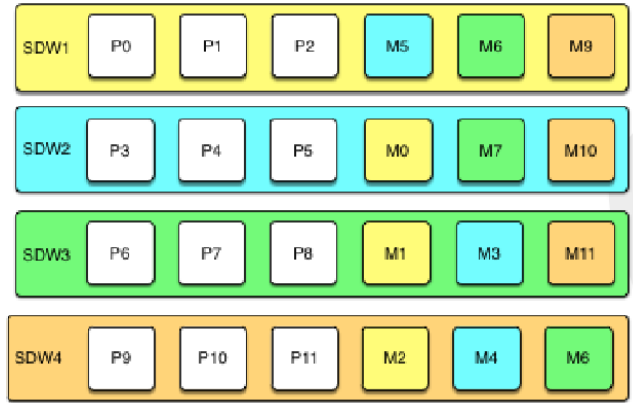 SDW1 P0 P1 P2 M5 M6 M9
SDW2 P3 P4 P5 M0 M7 M10
SDW3 P6 P7 P8 M1 M3 M11
SDW4 P9 P10 P11 M2 M4 M6